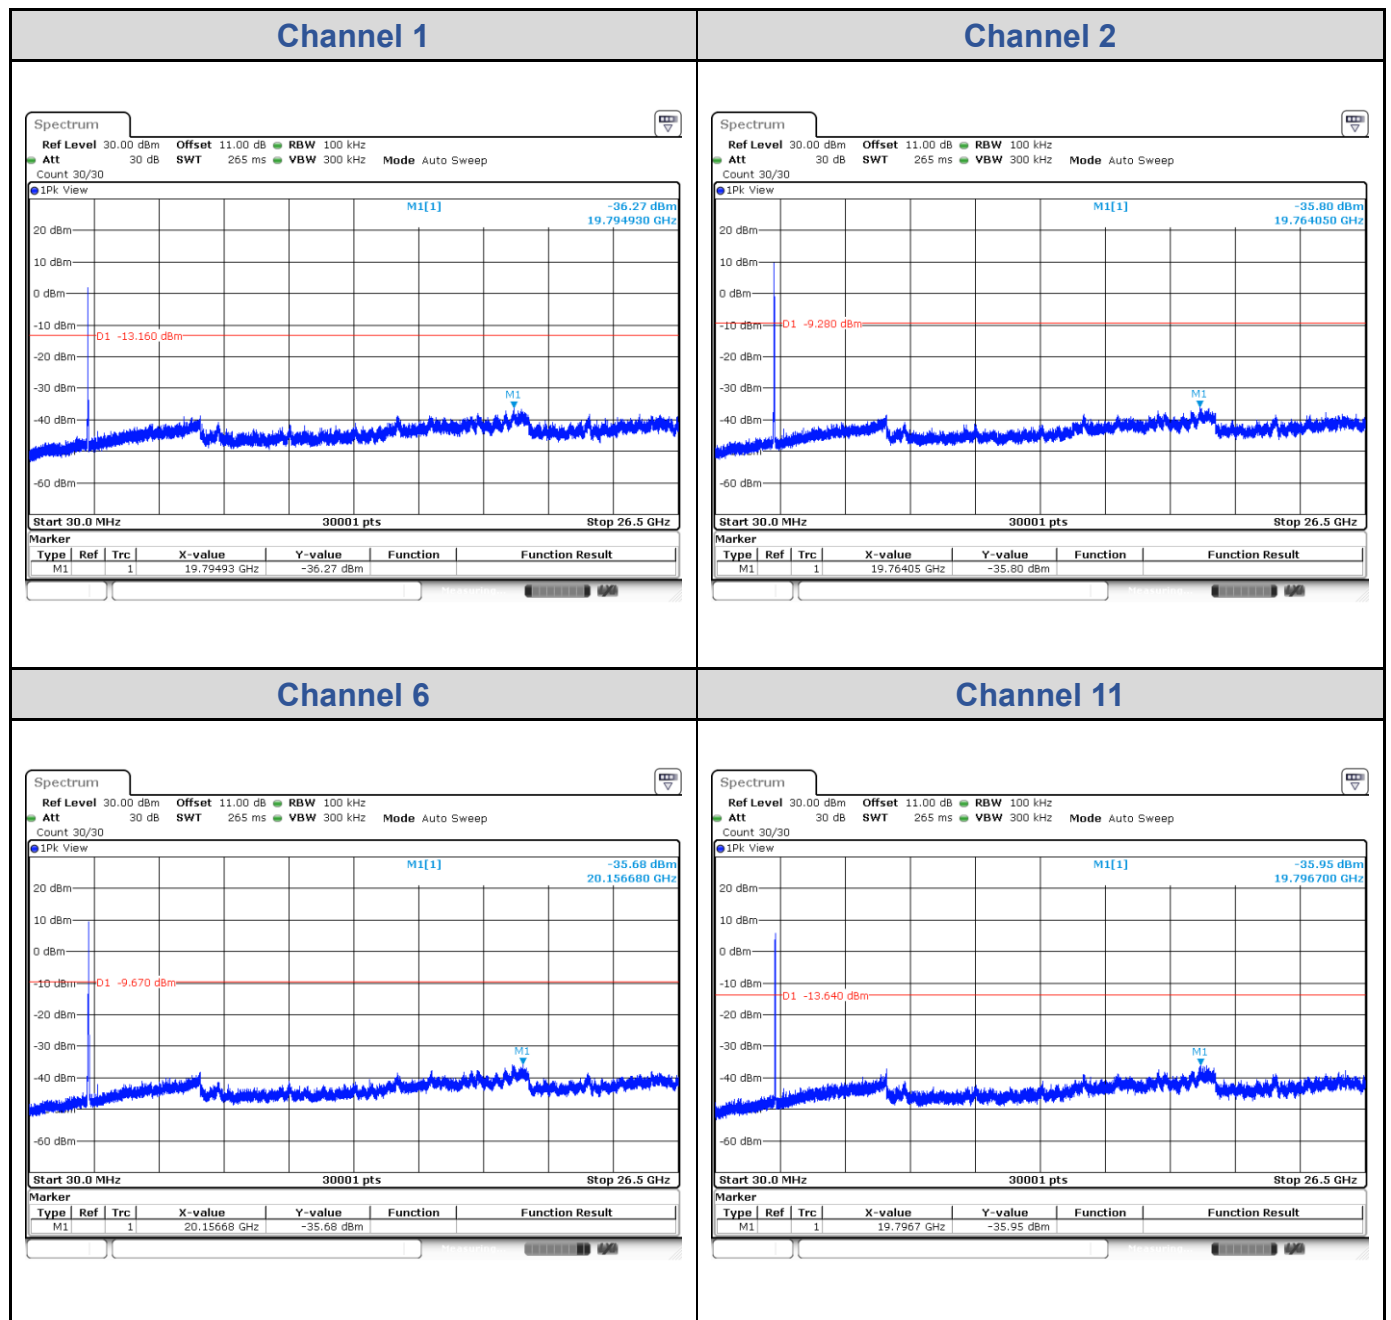 Channel 1
Channel 2
Spectrum
Ref Level 30.00 dBm Offset 11.00 dB RBW 100 kHz
Att 30 dB SWT 265 ms VBW 300 kHz Mode Auto Sweep
Count 30/30
1Pk View
M1[1] -36.27 dBm
19.794930 GHz
20 dBm
10 dBm
0 dBm
-10 dBm
D1 -13.160 dBm
-20 dBm
-30 dBm
M1
-40 dBm
-60 dBm
Start 30.0 MHz 30001 pts Stop 26.5 GHz
Marker
Type Ref Trc X-value Y-value Function Function Result
M1 1 19.79493 GHz -36.27 dBm
Spectrum
Ref Level 30.00 dBm Offset 11.00 dB RBW 100 kHz
Att 30 dB SWT 265 ms VBW 300 kHz Mode Auto Sweep
Count 30/30
1Pk View
M1[1] -35.80 dBm
19.764050 GHz
20 dBm
10 dBm
0 dBm
-10 dBm
D1 -9.280 dBm
-20 dBm
-30 dBm
M1
-40 dBm
-60 dBm
Start 30.0 MHz 30001 pts Stop 26.5 GHz
Marker
Type Ref Trc X-value Y-value Function Function Result
M1 1 19.76405 GHz -35.80 dBm
Channel 6
Channel 11
Spectrum
Ref Level 30.00 dBm Offset 11.00 dB RBW 100 kHz
Att 30 dB SWT 265 ms VBW 300 kHz Mode Auto Sweep
Count 30/30
1Pk View
M1[1] -35.68 dBm
20.156680 GHz
20 dBm
10 dBm
0 dBm
-10 dBm
D1 -9.670 dBm
-20 dBm
-30 dBm
M1
-40 dBm
-60 dBm
Start 30.0 MHz 30001 pts Stop 26.5 GHz
Marker
Type Ref Trc X-value Y-value Function Function Result
M1 1 20.15668 GHz -35.68 dBm
Spectrum
Ref Level 30.00 dBm Offset 11.00 dB RBW 100 kHz
Att 30 dB SWT 265 ms VBW 300 kHz Mode Auto Sweep
Count 30/30
1Pk View
M1[1] -35.95 dBm
19.796700 GHz
20 dBm
10 dBm
0 dBm
-10 dBm
D1 -13.640 dBm
-20 dBm
-30 dBm
M1
-40 dBm
-60 dBm
Start 30.0 MHz 30001 pts Stop 26.5 GHz
Marker
Type Ref Trc X-value Y-value Function Function Result
M1 1 19.7967 GHz -35.95 dBm